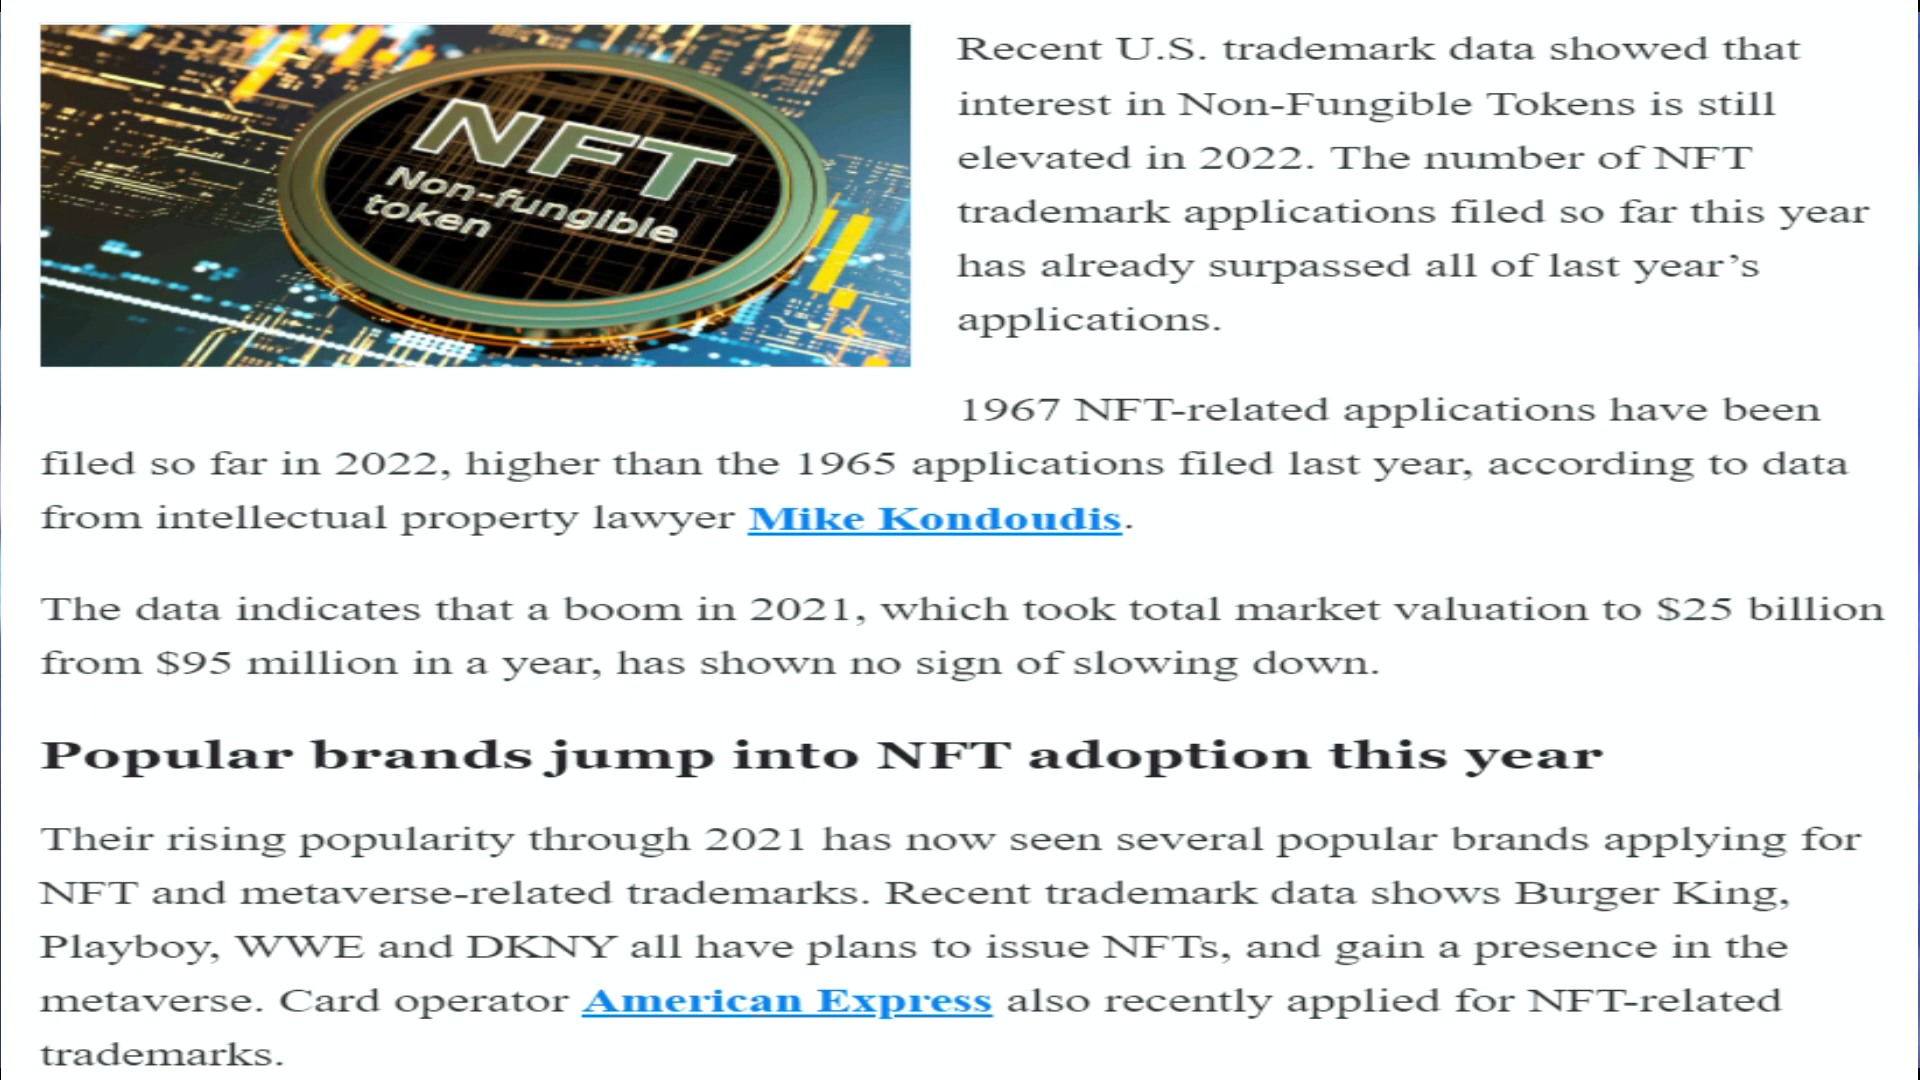 NFT
Non-fungible
token
Recent U.S. trademark data showed that
interest in Non-Fungible Tokens is still
elevated in 2022. The number of NFT
trademark applications filed so far this year
has already surpassed all of last year’s
applications.
1967 NFT-related applications have been
filed so far in 2022, higher than the 1965 applications filed last year, according to data
from intellectual property lawyer Mike Kondoudis.
The data indicates that a boom in 2021, which took total market valuation to $25 billion
from $95 million in a year, has shown no sign of slowing down.
Popular brands jump into NFT adoption this year
Their rising popularity through 2021 has now seen several popular brands applying for
NFT and metaverse-related trademarks. Recent trademark data shows Burger King,
Playboy, WWE and DKNY all have plans to issue NFTs, and gain a presence in the
metaverse. Card operator American Express also recently applied for NFT-related
trademarks.